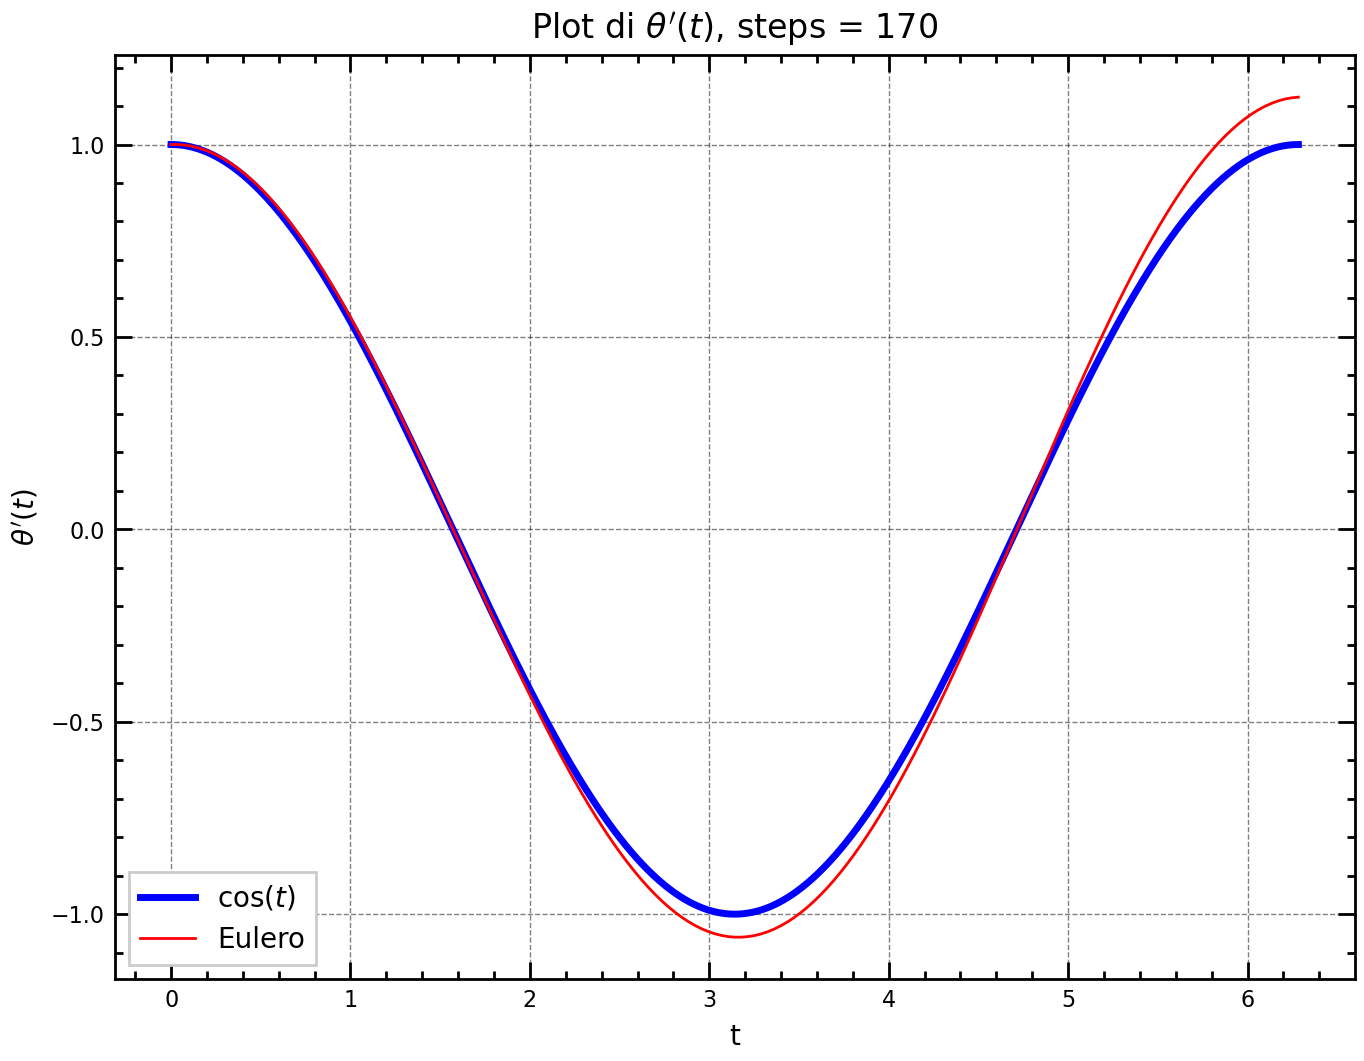 Plot di θ′(t), steps = 170
θ′(t)
1.0
0.5
0.0
−0.5
−1.0
cos(t)
Eulero
0 1 2 3 4 5 6
t